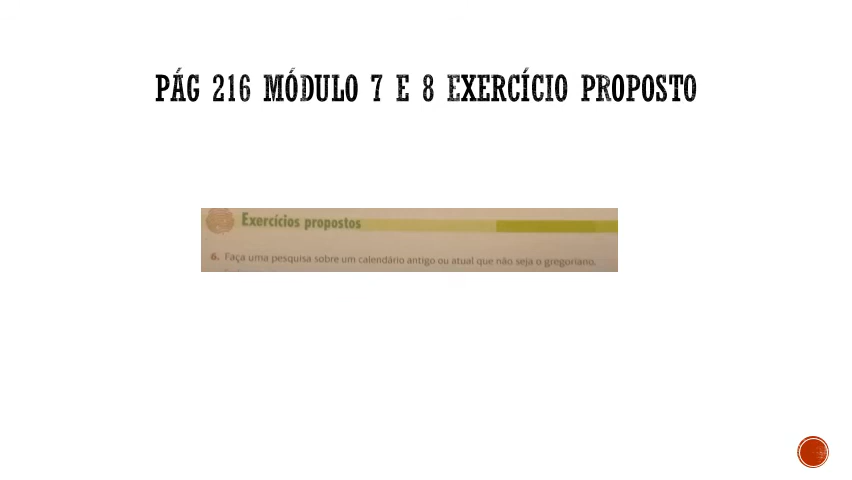 PÁG 216 MÓDULO 7 E 8 EXERCÍCIO PROPOSTO
Exercícios propostos
6. Faça uma pesquisa sobre um calendário antigo ou atual que não seja o gregoriano.